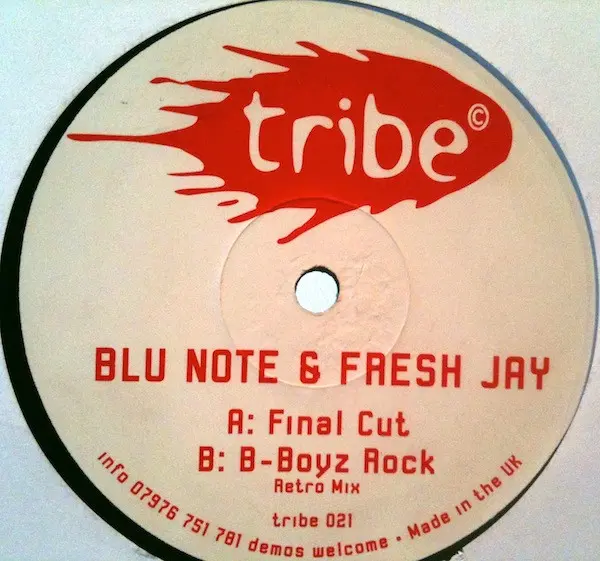 tribe©
BLU NOTE & FRESH JAY
A: Final Cut
B: B-Boyz Rock
Retro Mix
tribe 021
info 07976 751 781 demos welcome • Made in the UK